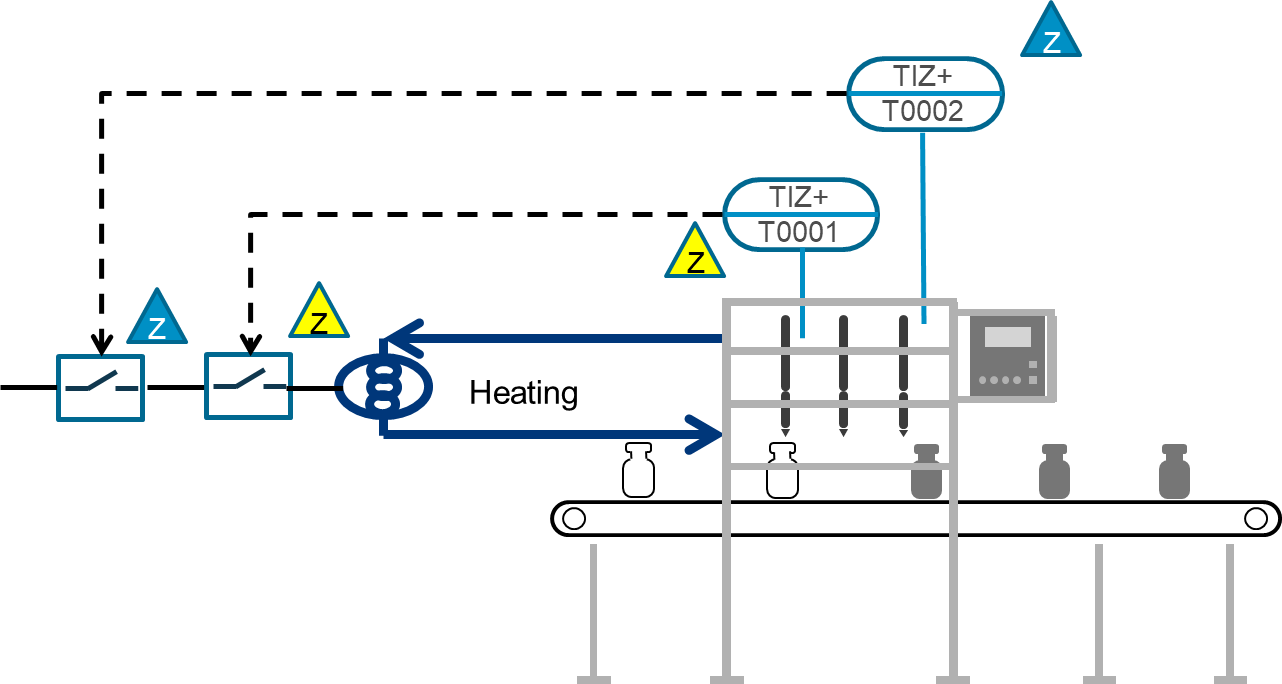 Z
TIZ+
T0002
TIZ+
T0001
Z
Z
Z
Heating